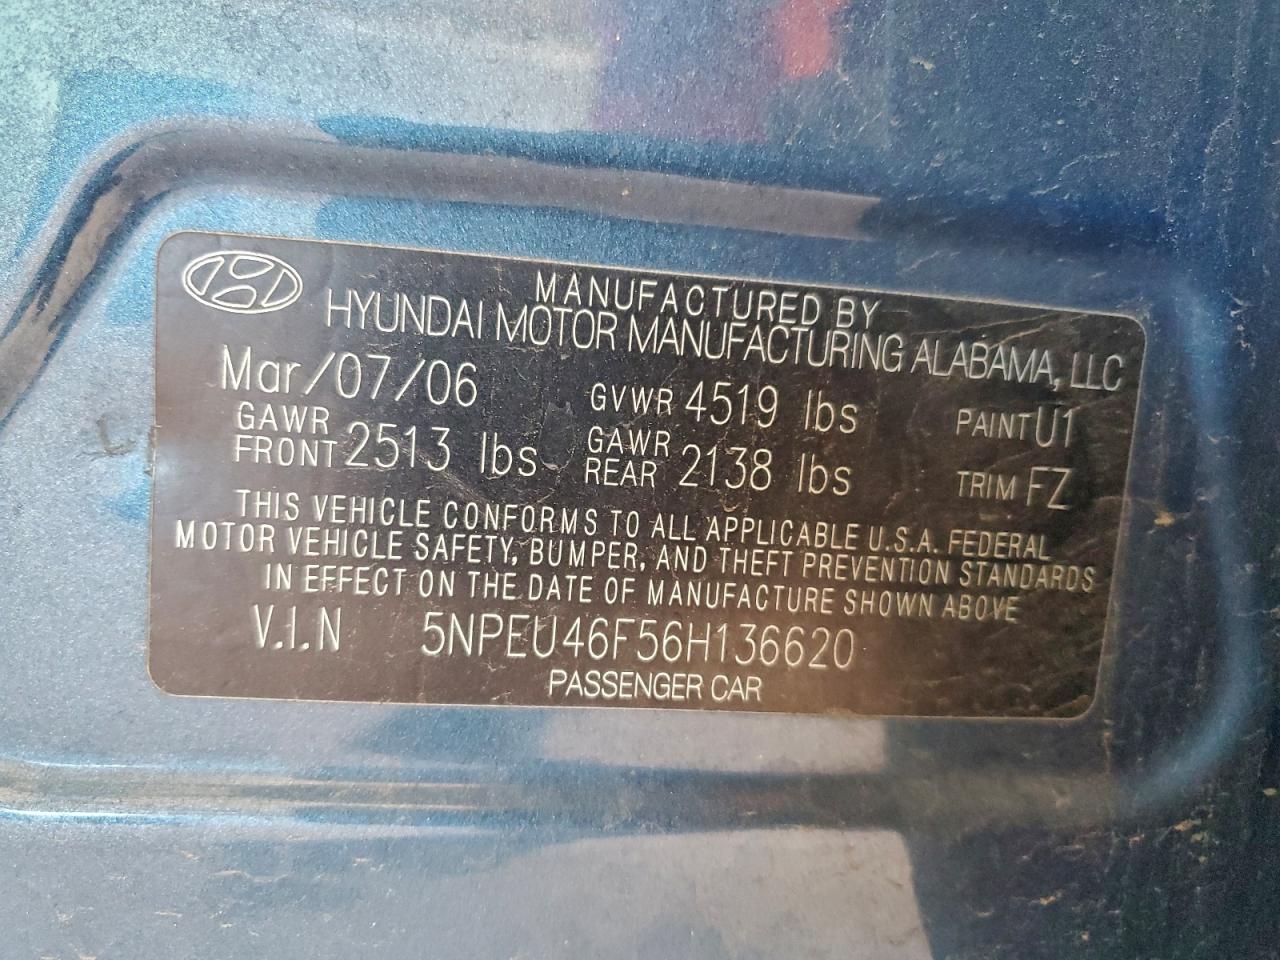 MANUFACTURED BY
HYUNDAI MOTOR MANUFACTURING ALABAMA, LLC
Mar/07/06 GVWR 4519 lbs PAINT U1
GAWR FRONT 2513 lbs GAWR REAR 2138 lbs TRIM FZ
THIS VEHICLE CONFORMS TO ALL APPLICABLE U.S.A. FEDERAL
MOTOR VEHICLE SAFETY, BUMPER, AND THEFT PREVENTION STANDARDS
IN EFFECT ON THE DATE OF MANUFACTURE SHOWN ABOVE
V.I.N 5NPEU46F56H136620
PASSENGER CAR